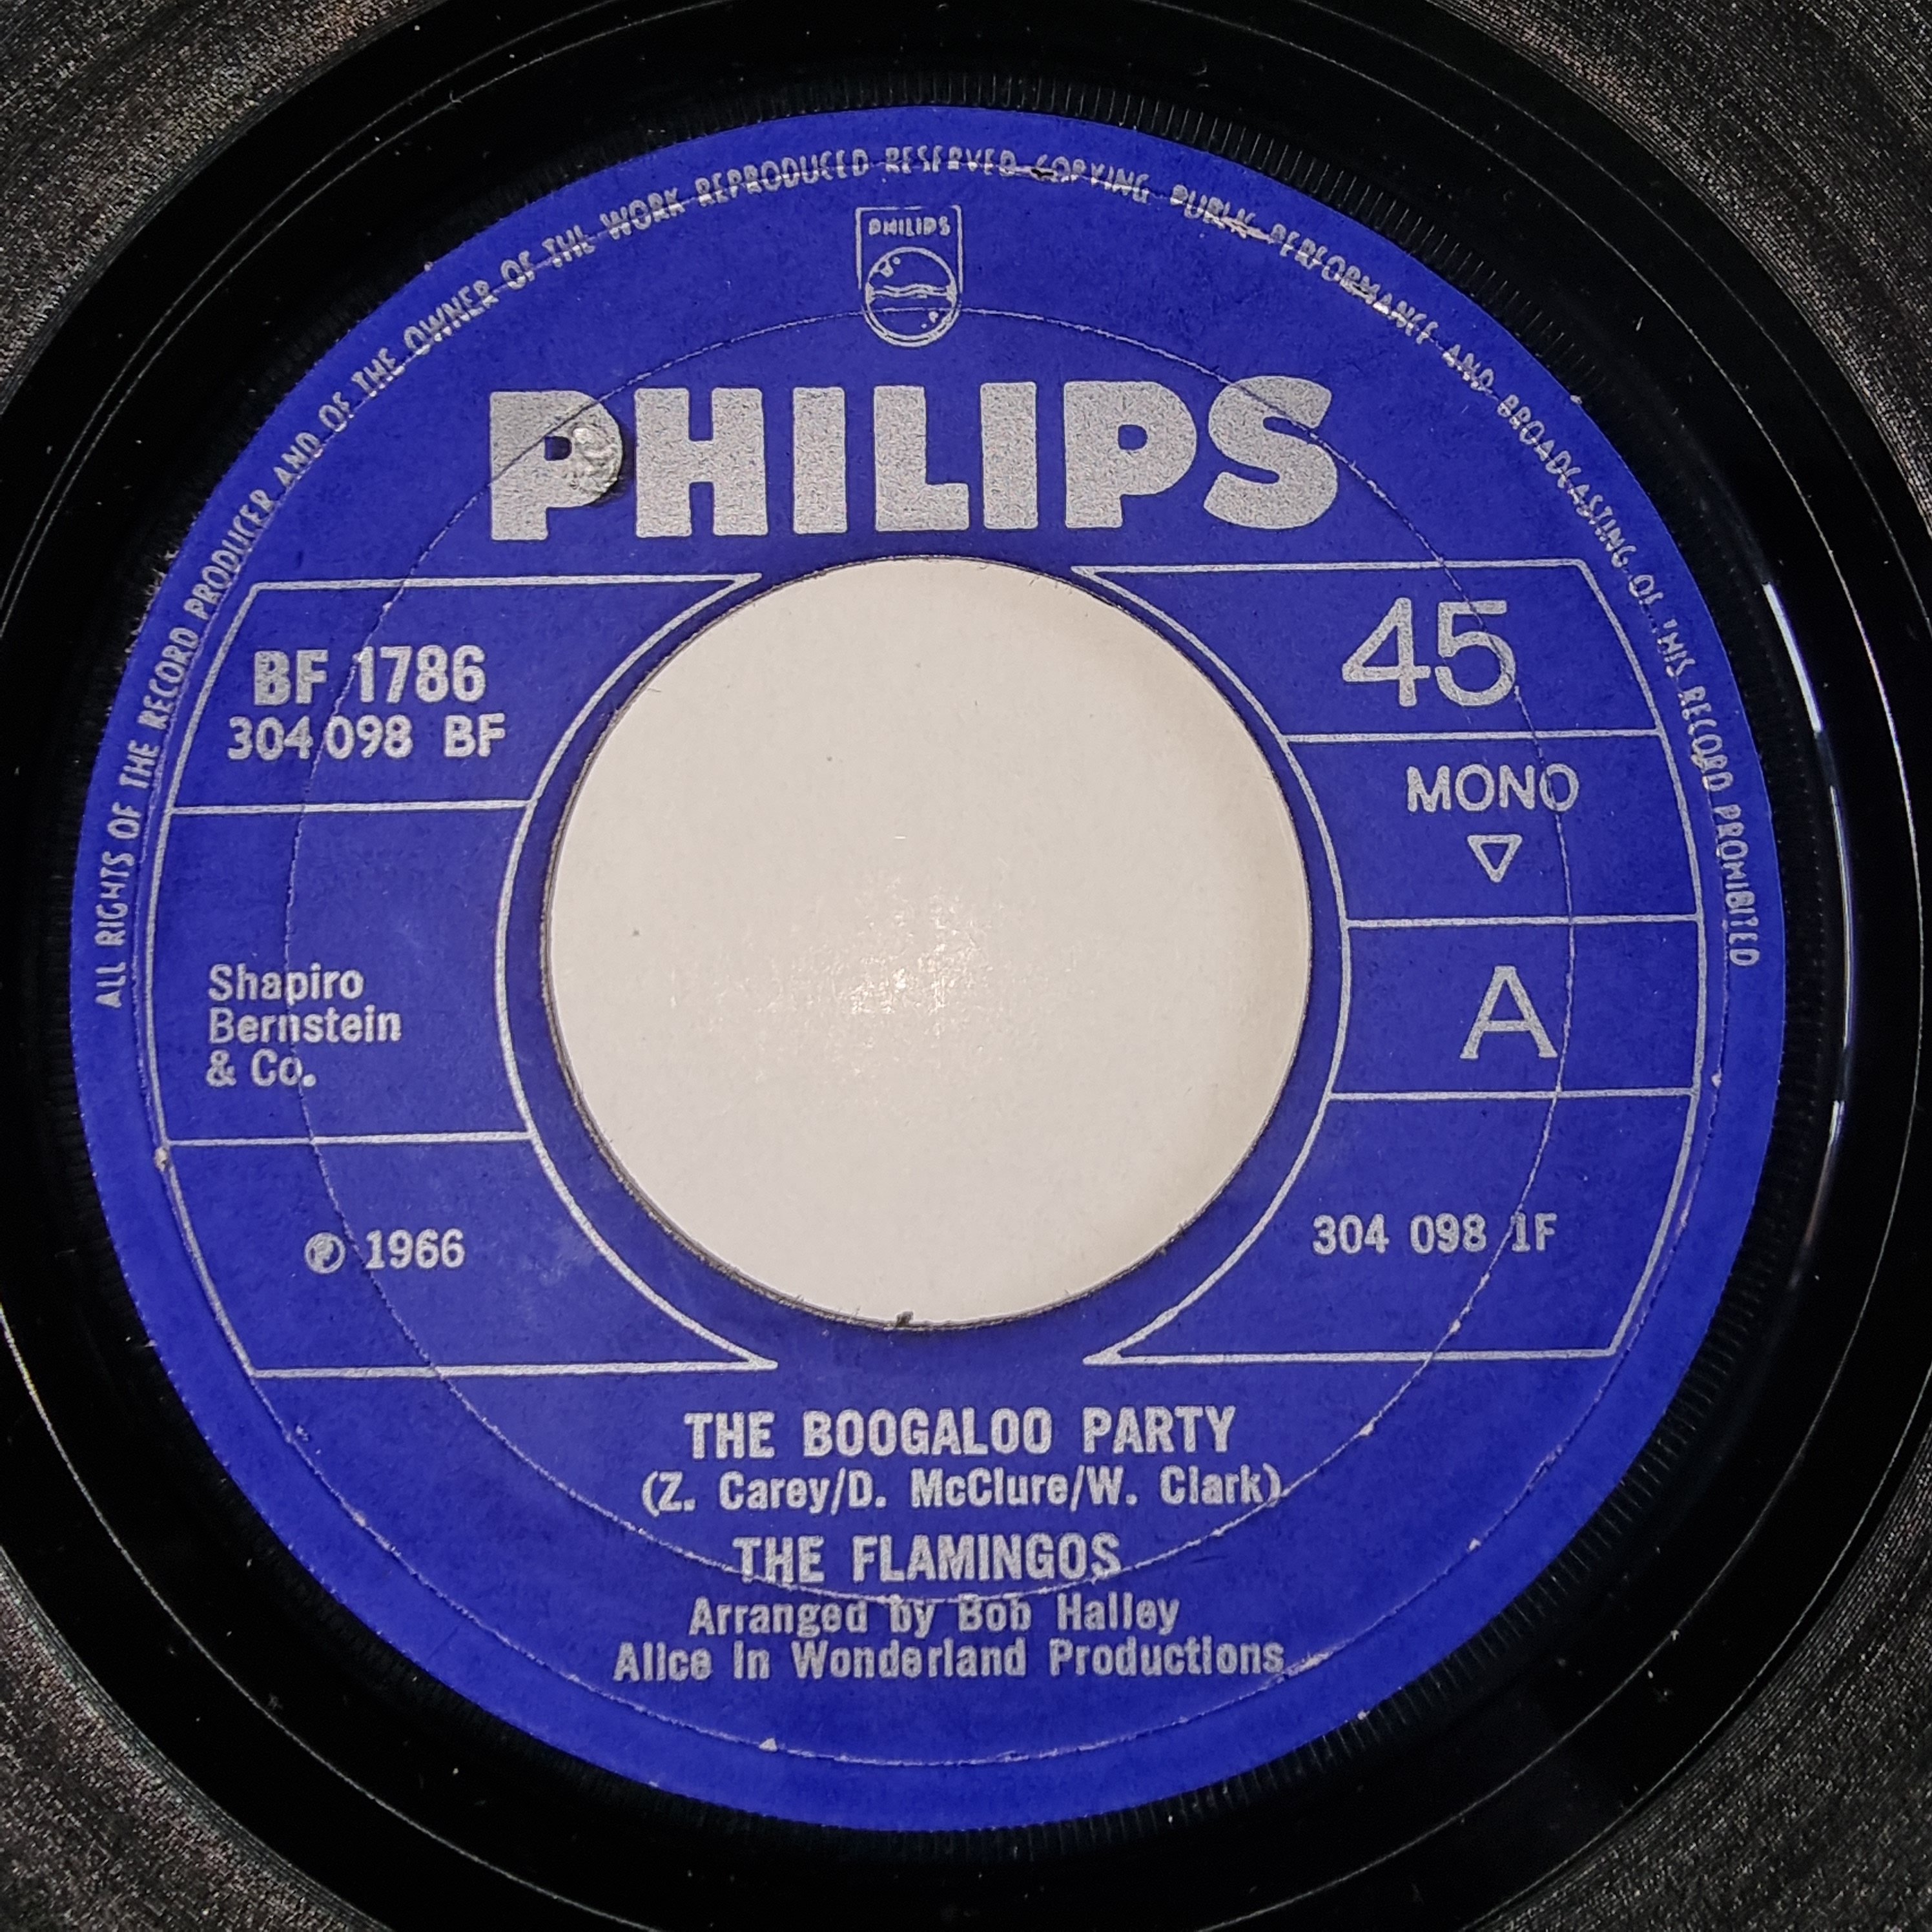 ALL RIGHTS OF THE RECORD PRODUCER AND OF THE OWNER OF THE WORK REPRODUCED RESERVED COPYING PUBLIC PERFORMANCE AND BROADCASTING OF THIS RECORD PROHIBITED
PHILIPS
PHILIPS
BF 1786
304 098 BF
45
MONO
A
Shapiro
Bernstein
& Co.
℗ 1966
304 098 1F
THE BOOGALOO PARTY
(Z. Carey/D. McClure/W. Clark)
THE FLAMINGOS
Arranged by Bob Halley
Alice In Wonderland Productions